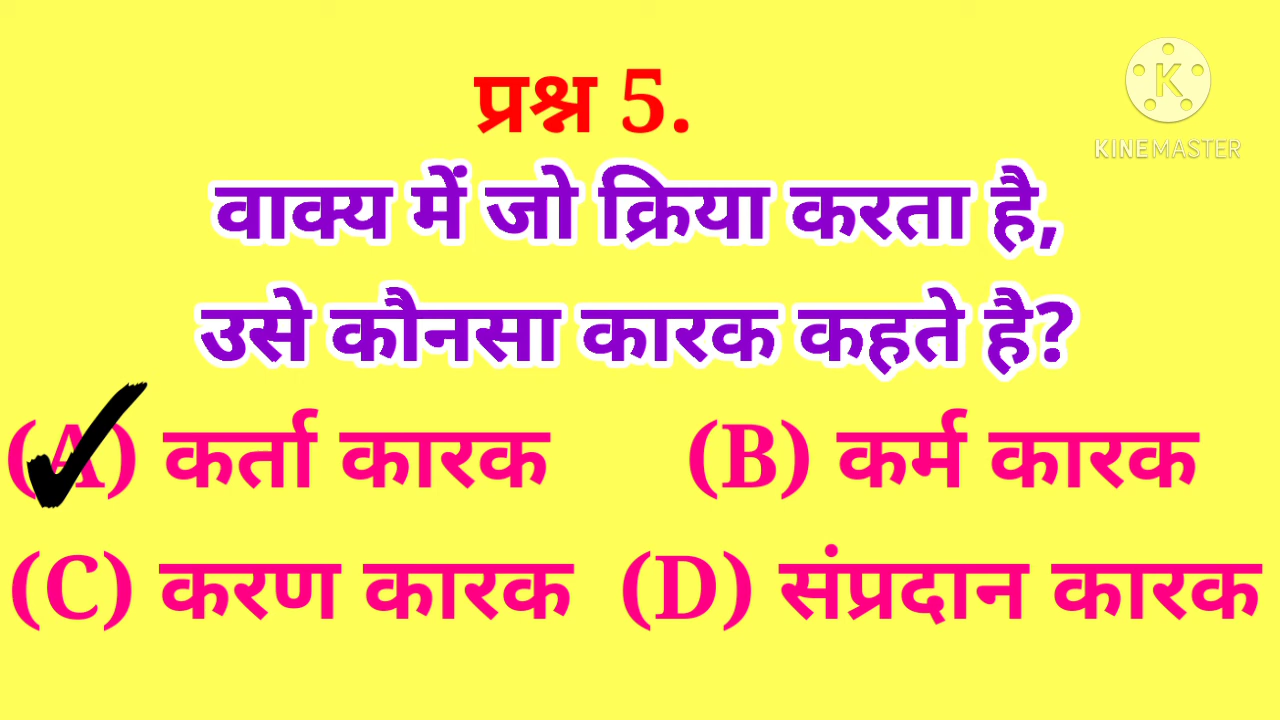 प्रश्न 5.
KINEMASTER
वाक्य में जो क्रिया करता है,
उसे कौनसा कारक कहते है?
(A) कर्ता कारक (B) कर्म कारक
(C) करण कारक (D) संप्रदान कारक